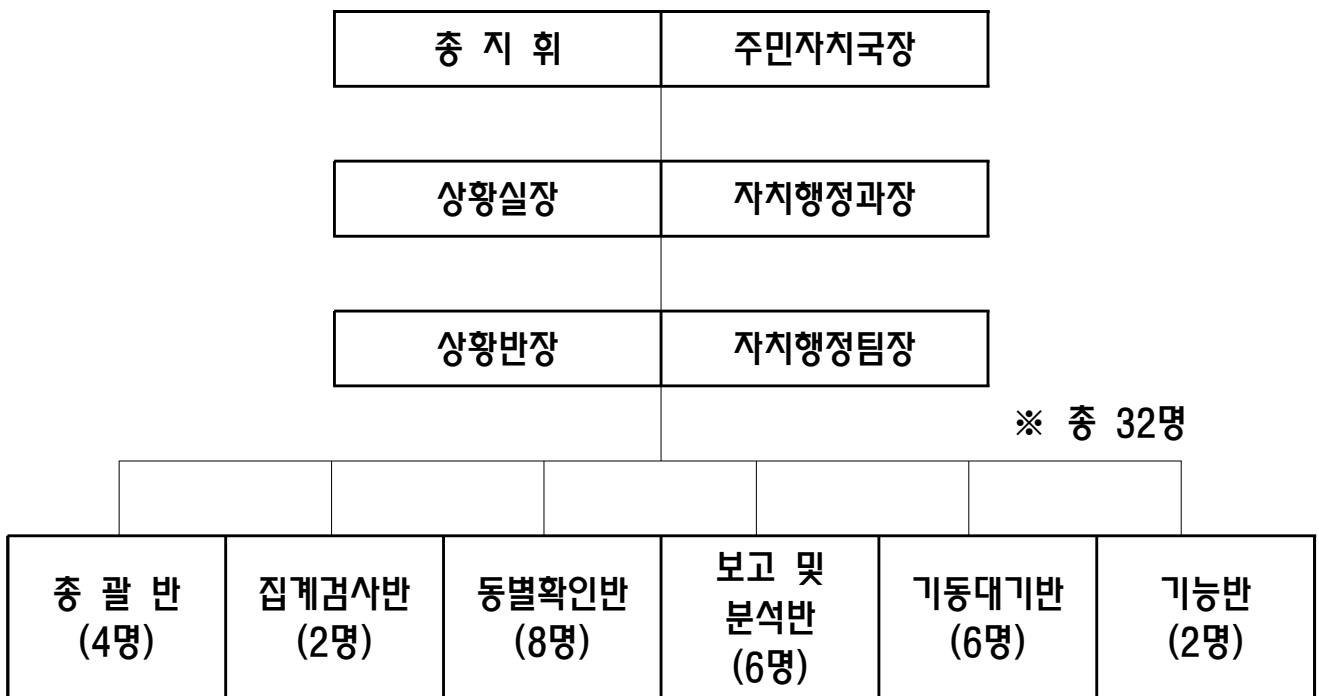 총 지 휘 주민자치국장
상황실장 자치행정과장
상황반장 자치행정팀장
※ 총 32명
총 괄 반
(4명)
집계검사반
(2명)
동별확인반
(8명)
보고 및
분석반
(6명)
기동대기반
(6명)
기능반
(2명)